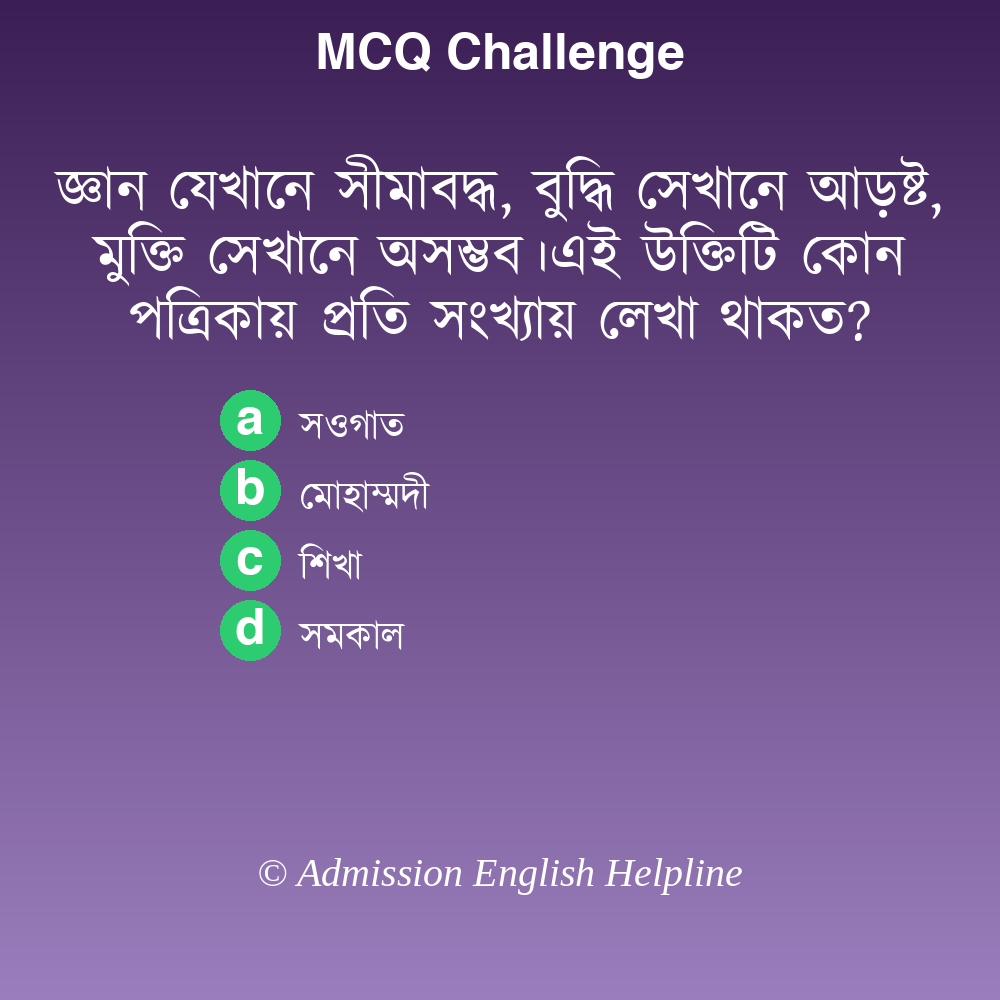 MCQ Challenge
জ্ঞান যেখানে সীমাবদ্ধ, বুদ্ধি সেখানে আড়ষ্ট,
মুক্তি সেখানে অসম্ভব।এই উক্তিটি কোন
পত্রিকায় প্রতি সংখ্যায় লেখা থাকত?
a সওগাত
b মোহাম্মদী
c শিখা
d সমকাল
© Admission English Helpline